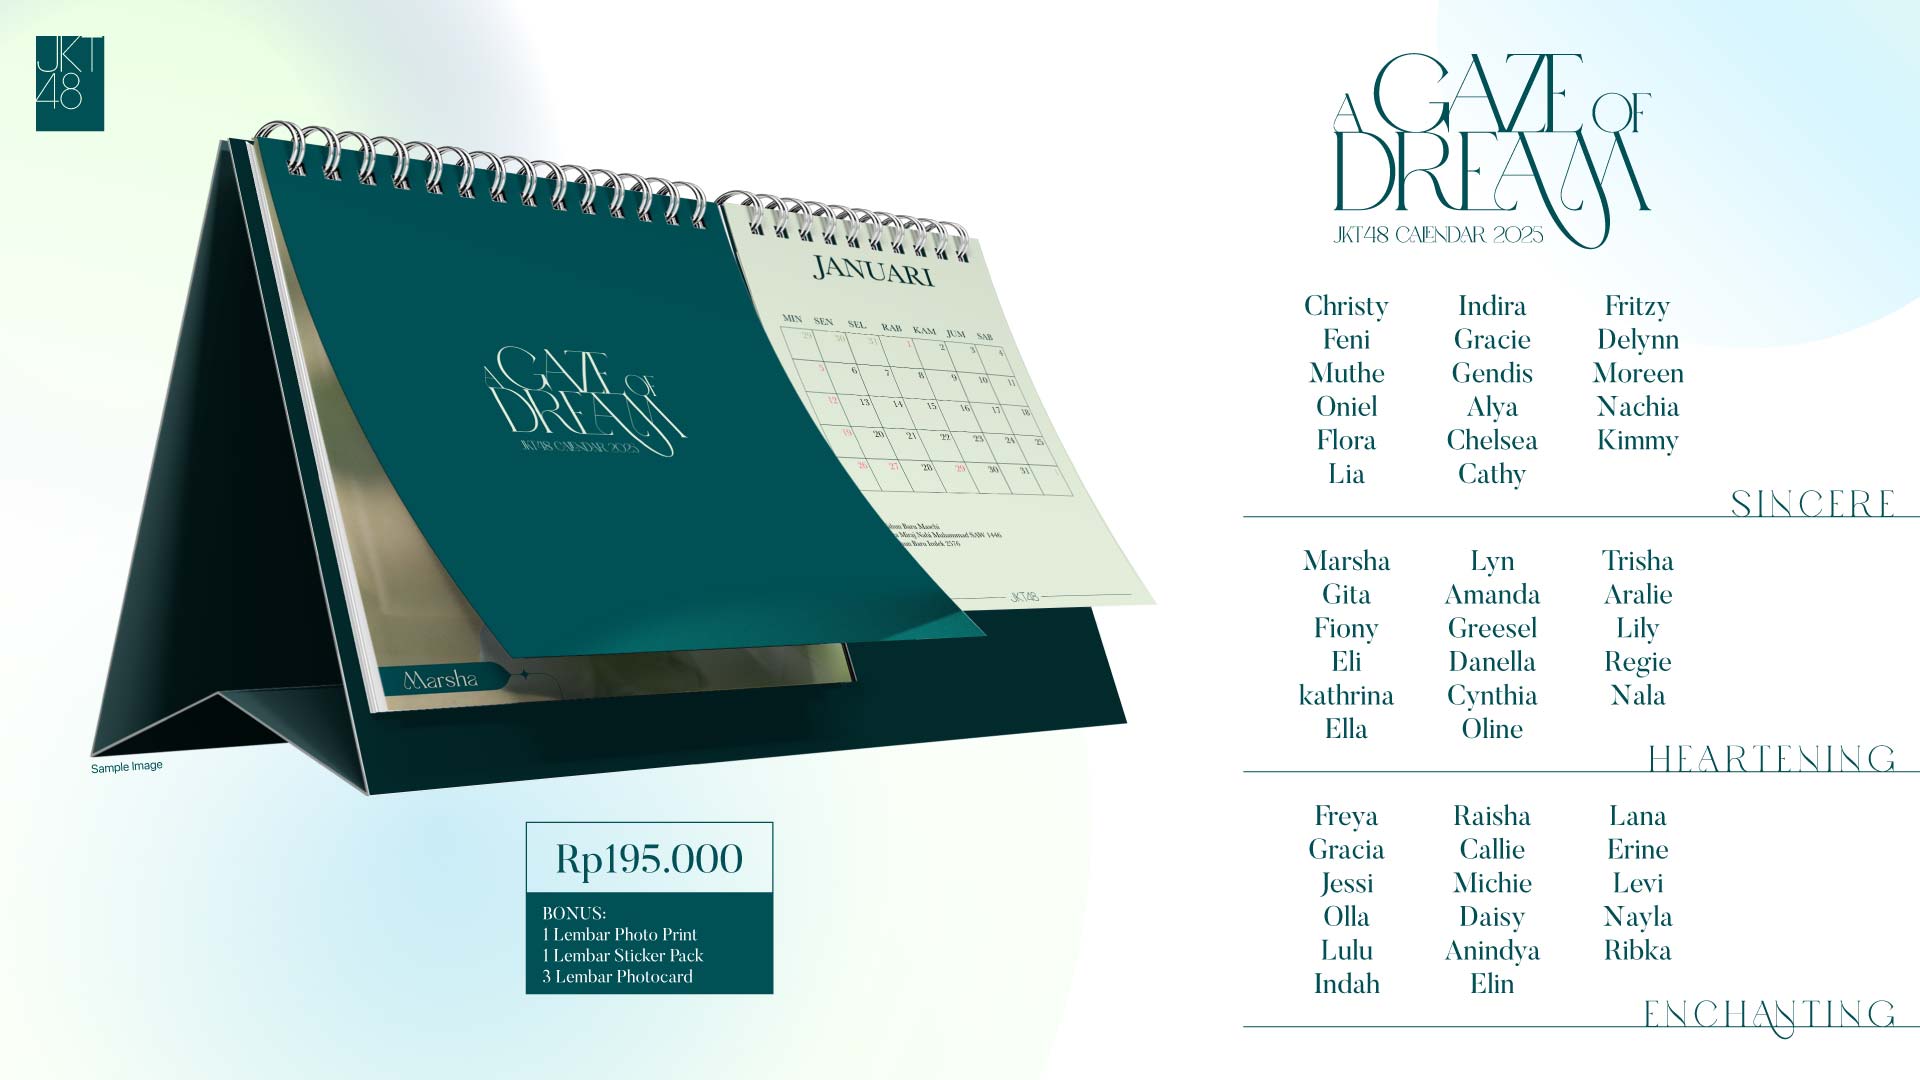 JKT
48
A GAZE OF
DREAM
JKT48 CALENDAR 2025
JANUARI
MIN SEN SEL RAB KAM JUM SAB
29 30 31 1 2 3 4
5 6 7 8 9 10 11
12 13 14 15 16 17 18
19 20 21 22 23 24 25
26 27 28 29 30 31
Baru Masehi
Miraj Nabi Muhammad SAW 1446
Baru Imlek 2576
JKT48
Marsha
Sample Image
Rp195.000
BONUS:
1 Lembar Photo Print
1 Lembar Sticker Pack
3 Lembar Photocard
A GAZE OF
DREAM
JKT48 CALENDAR 2025
Christy Indira Fritzy
Feni Gracie Delynn
Muthe Gendis Moreen
Oniel Alya Nachia
Flora Chelsea Kimmy
Lia Cathy
SINCERE
Marsha Lyn Trisha
Gita Amanda Aralie
Fiony Greesel Lily
Eli Danella Regie
kathrina Cynthia Nala
Ella Oline
HEARTENING
Freya Raisha Lana
Gracia Callie Erine
Jessi Michie Levi
Olla Daisy Nayla
Lulu Anindya Ribka
Indah Elin
ENCHANTING